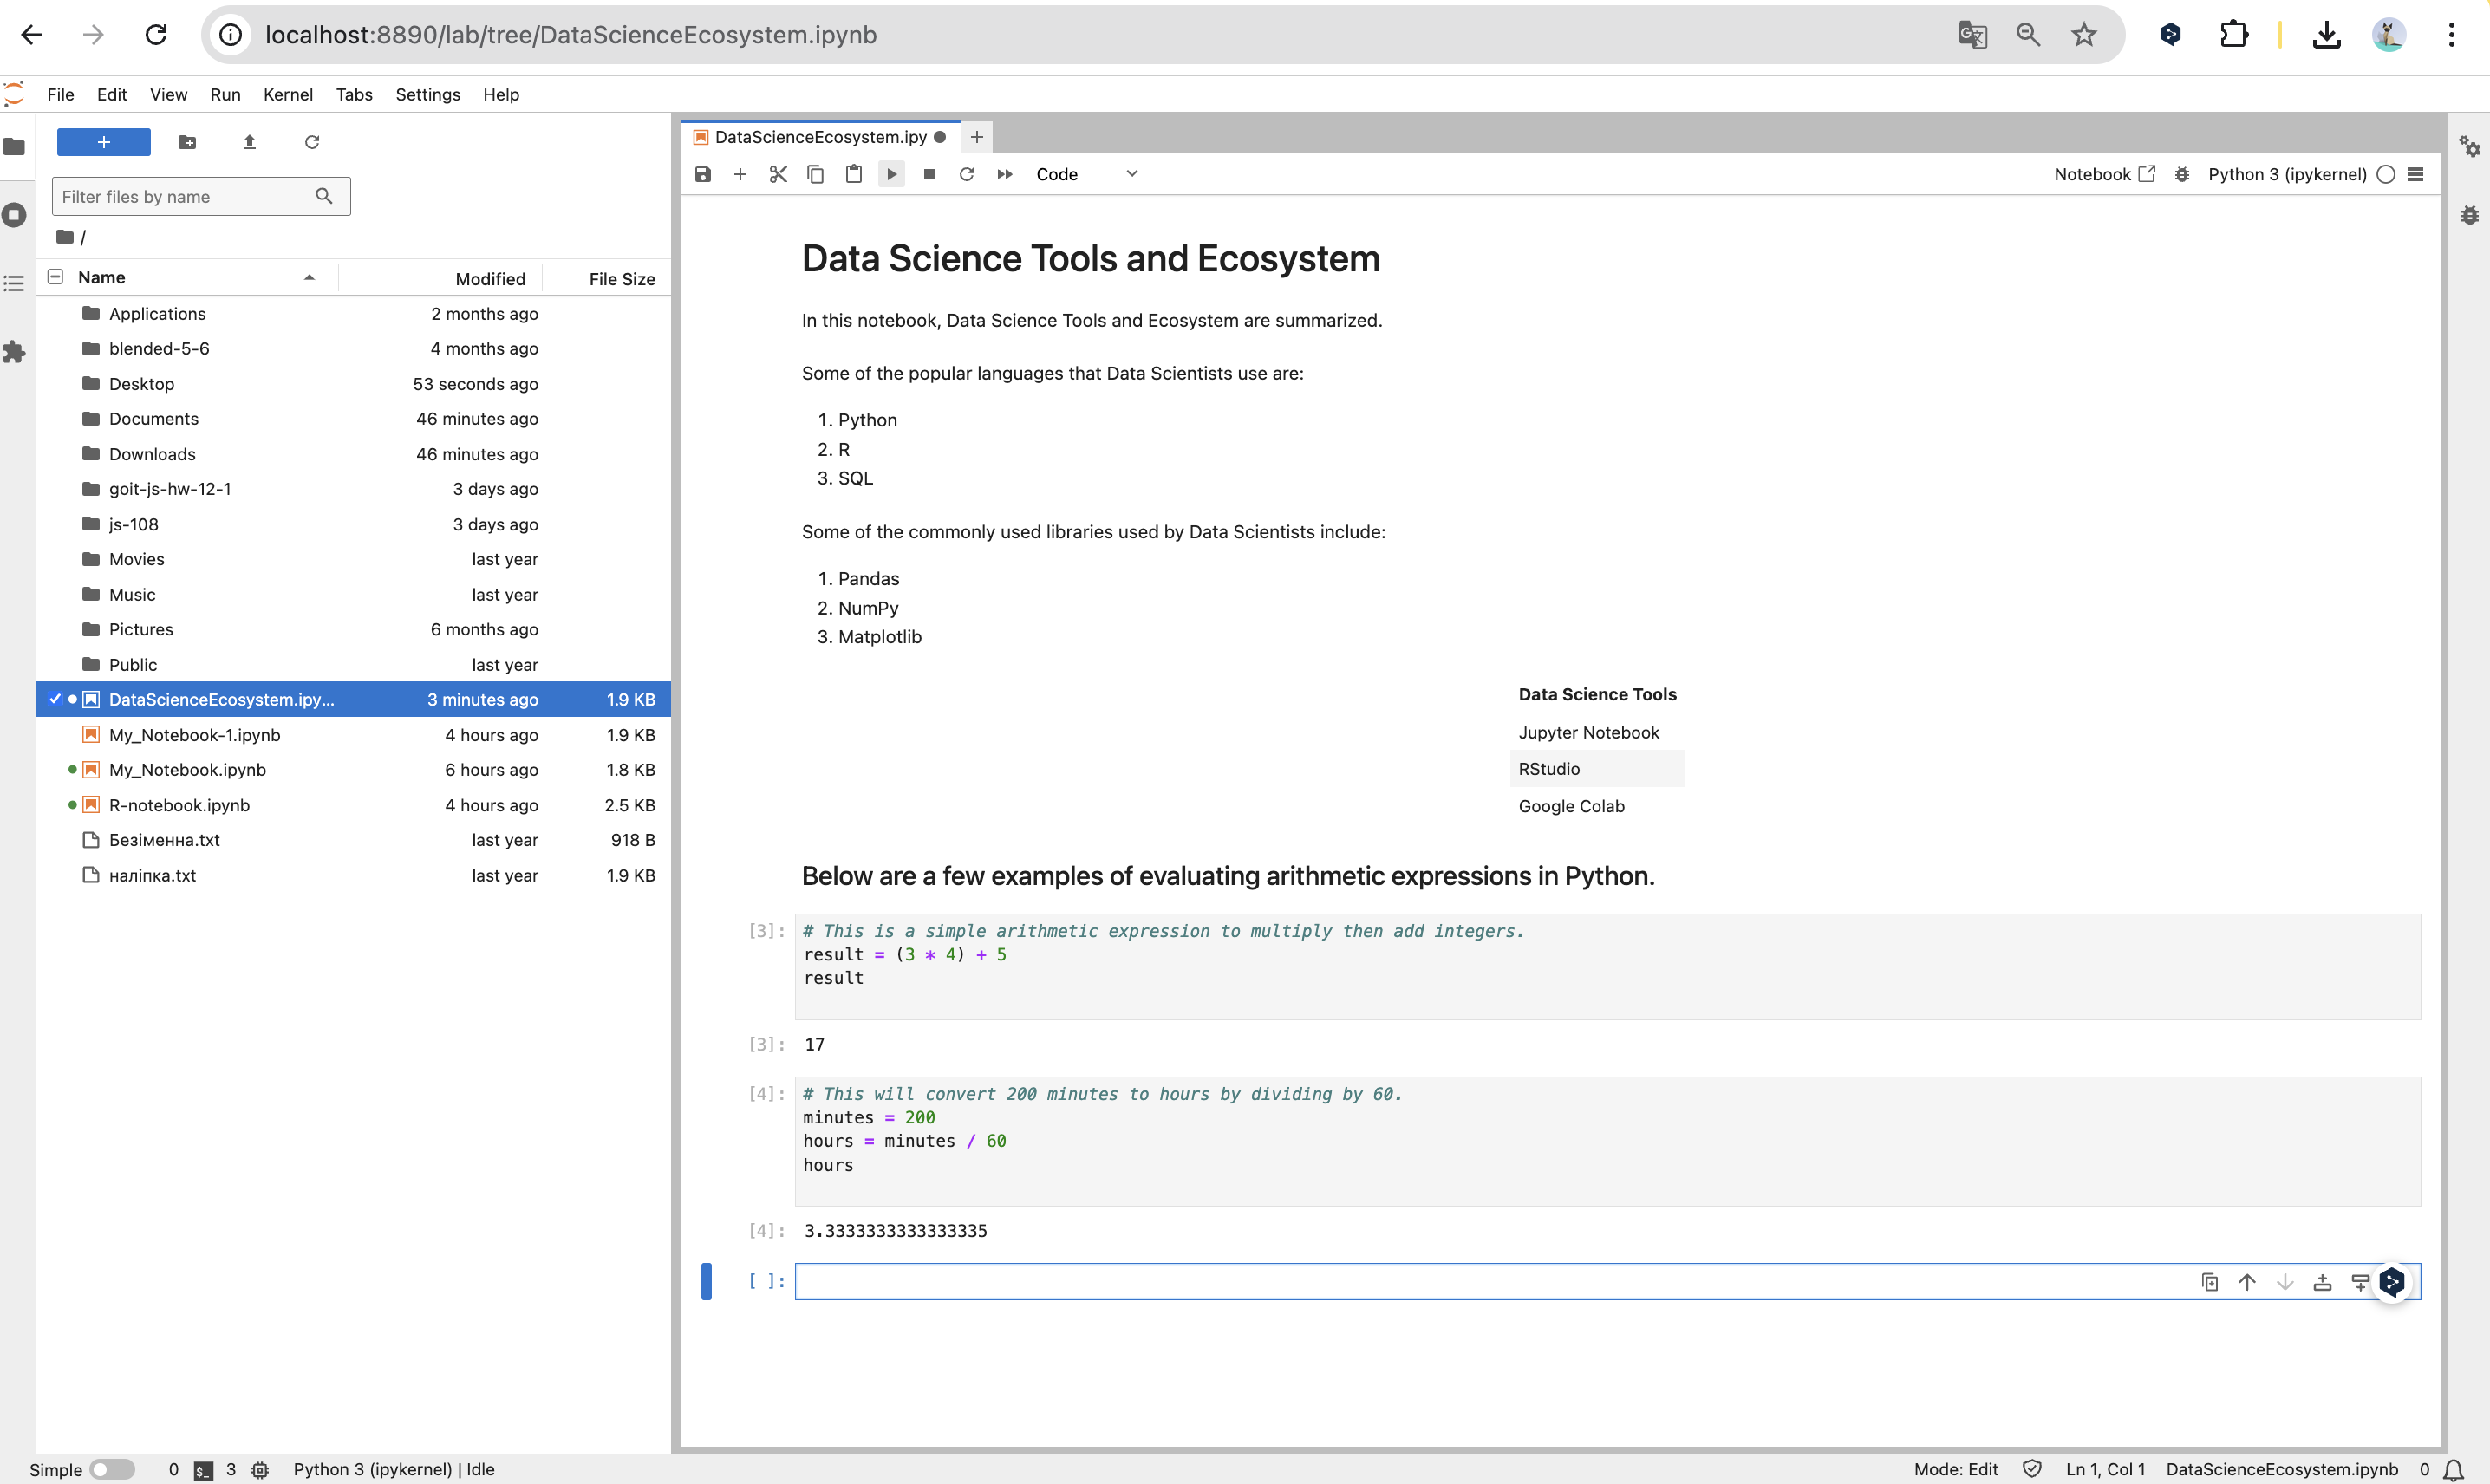 localhost:8890/lab/tree/DataScienceEcosystem.ipynb
File Edit View Run Kernel Tabs Settings Help
+
Filter files by name
/
Name Modified File Size
Applications 2 months ago
blended-5-6 4 months ago
Desktop 53 seconds ago
Documents 46 minutes ago
Downloads 46 minutes ago
goit-js-hw-12-1 3 days ago
js-108 3 days ago
Movies last year
Music last year
Pictures 6 months ago
Public last year
DataScienceEcosystem.ipy... 3 minutes ago 1.9 KB
My_Notebook-1.ipynb 4 hours ago 1.9 KB
My_Notebook.ipynb 6 hours ago 1.8 KB
R-notebook.ipynb 4 hours ago 2.5 KB
Безіменна.txt last year 918 B
наліпка.txt last year 1.9 KB
DataScienceEcosystem.ipy
Code Notebook Python 3 (ipykernel)
Data Science Tools and Ecosystem
In this notebook, Data Science Tools and Ecosystem are summarized.
Some of the popular languages that Data Scientists use are:
1. Python
2. R
3. SQL
Some of the commonly used libraries used by Data Scientists include:
1. Pandas
2. NumPy
3. Matplotlib
Data Science Tools
Jupyter Notebook
RStudio
Google Colab
Below are a few examples of evaluating arithmetic expressions in Python.
[3]: # This is a simple arithmetic expression to multiply then add integers.
result = (3 * 4) + 5
result
[3]: 17
[4]: # This will convert 200 minutes to hours by dividing by 60.
minutes = 200
hours = minutes / 60
hours
[4]: 3.3333333333333335
[ ]:
Simple 0 $_ 3 Python 3 (ipykernel) | Idle Mode: Edit Ln 1, Col 1 DataScienceEcosystem.ipynb 0